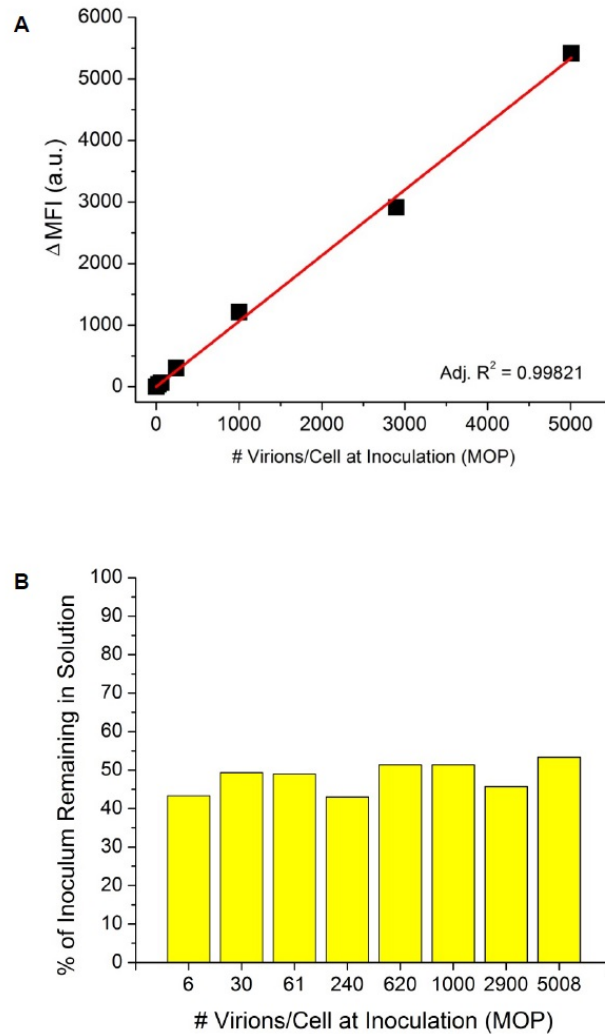 A
6000
5000
4000
3000
2000
1000
0
ΔMFI (a.u.)
Adj. R² = 0.99821
0 1000 2000 3000 4000 5000
# Virions/Cell at Inoculation (MOP)
B
100
90
80
70
60
50
40
30
20
10
0
% of Inoculum Remaining in Solution
6 30 61 240 620 1000 2900 5008
# Virions/Cell at Inoculation (MOP)